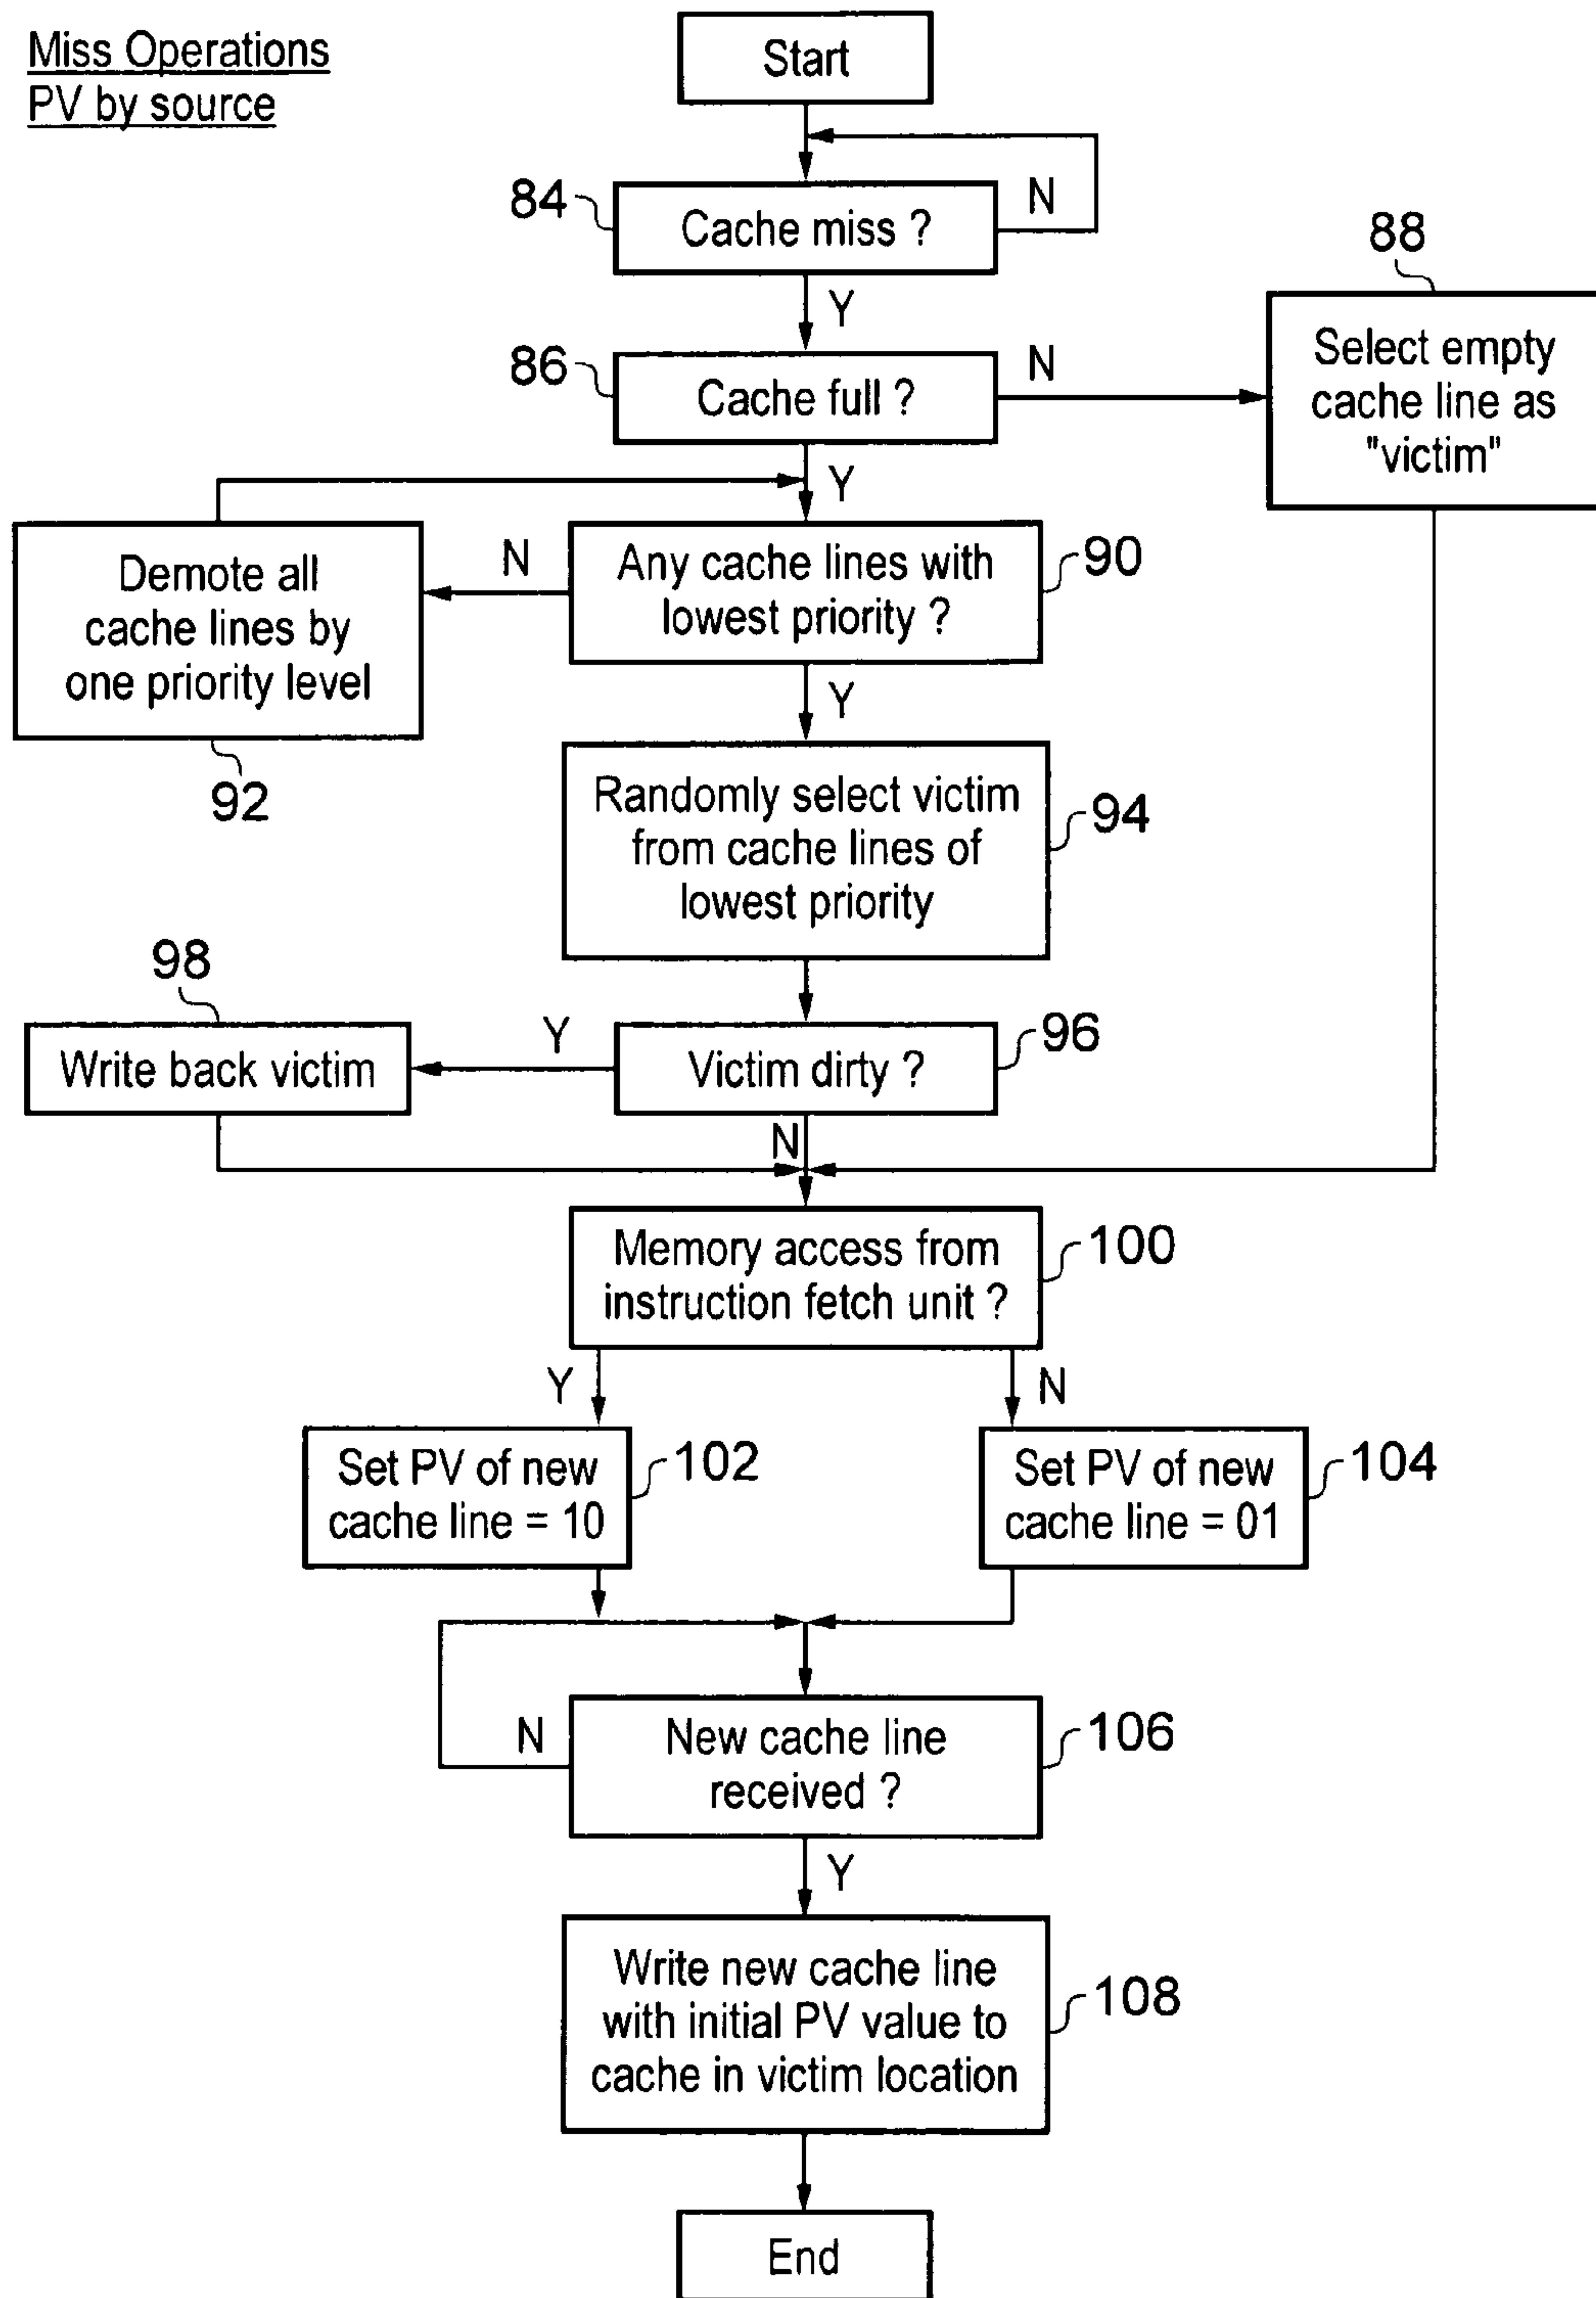 Miss Operations
PV by source
Start
84
Cache miss ?
N
Y
88
Select empty
cache line as
"victim"
86
Cache full ?
N
Y
Demote all
cache lines by
one priority level
92
N
Any cache lines with
lowest priority ?
90
Y
Randomly select victim
from cache lines of
lowest priority
94
98
Write back victim
Y
Victim dirty ?
96
N
Memory access from
instruction fetch unit ?
100
Y
N
Set PV of new
cache line = 10
102
Set PV of new
cache line = 01
104
N
New cache line
received ?
106
Y
Write new cache line
with initial PV value to
cache in victim location
108
End